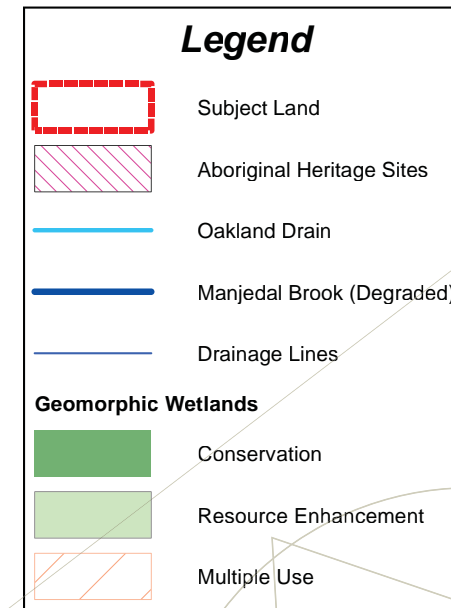 Legend
Subject Land
Aboriginal Heritage Sites
Oakland Drain
Manjedal Brook (Degraded)
Drainage Lines
Geomorphic Wetlands
Conservation
Resource Enhancement
Multiple Use